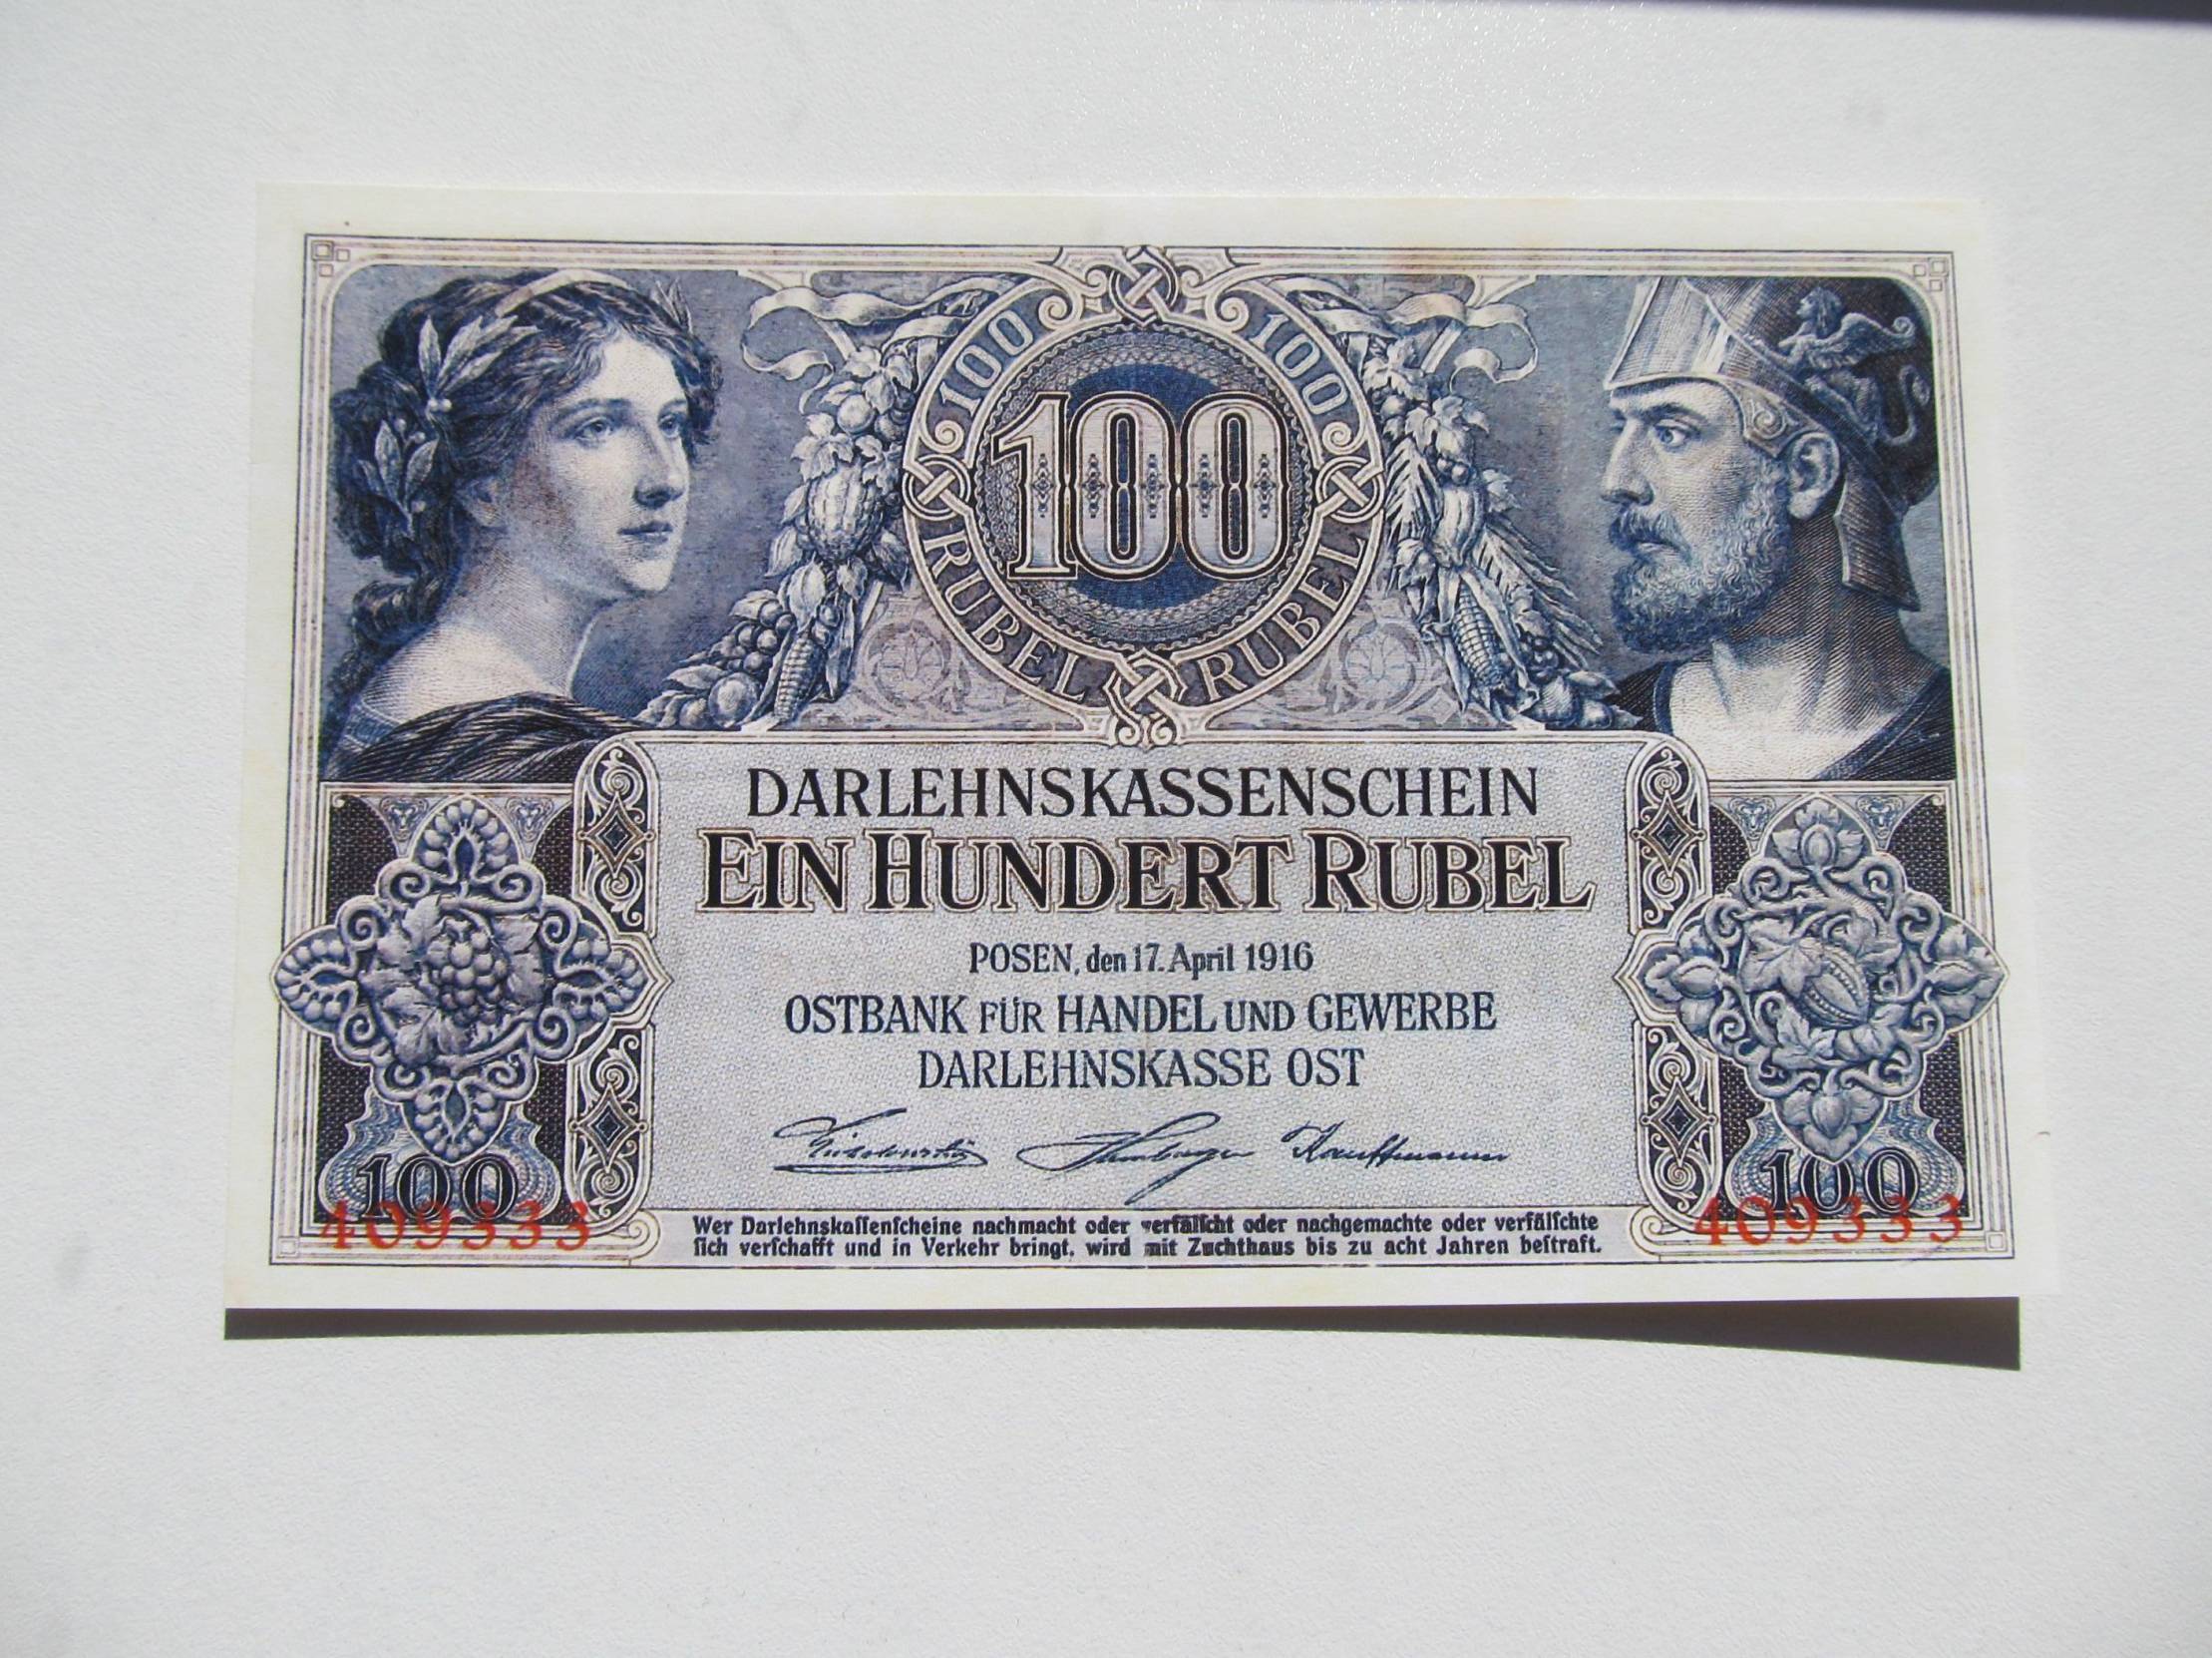 100 100
100
RUBEL RUBEL
DARLEHNSKASSENSCHEIN
EIN HUNDERT RUBEL
POSEN, den 17. April 1916
OSTBANK FÜR HANDEL UND GEWERBE
DARLEHNSKASSE OST
Kauffmann
100 100
409333 409333
Wer Darlehnskaſſenſcheine nachmacht oder verfälſcht oder nachgemachte oder verfälſchte
ſich verſchafft und in Verkehr bringt, wird mit Zuchthaus bis zu acht Jahren beſtraft.